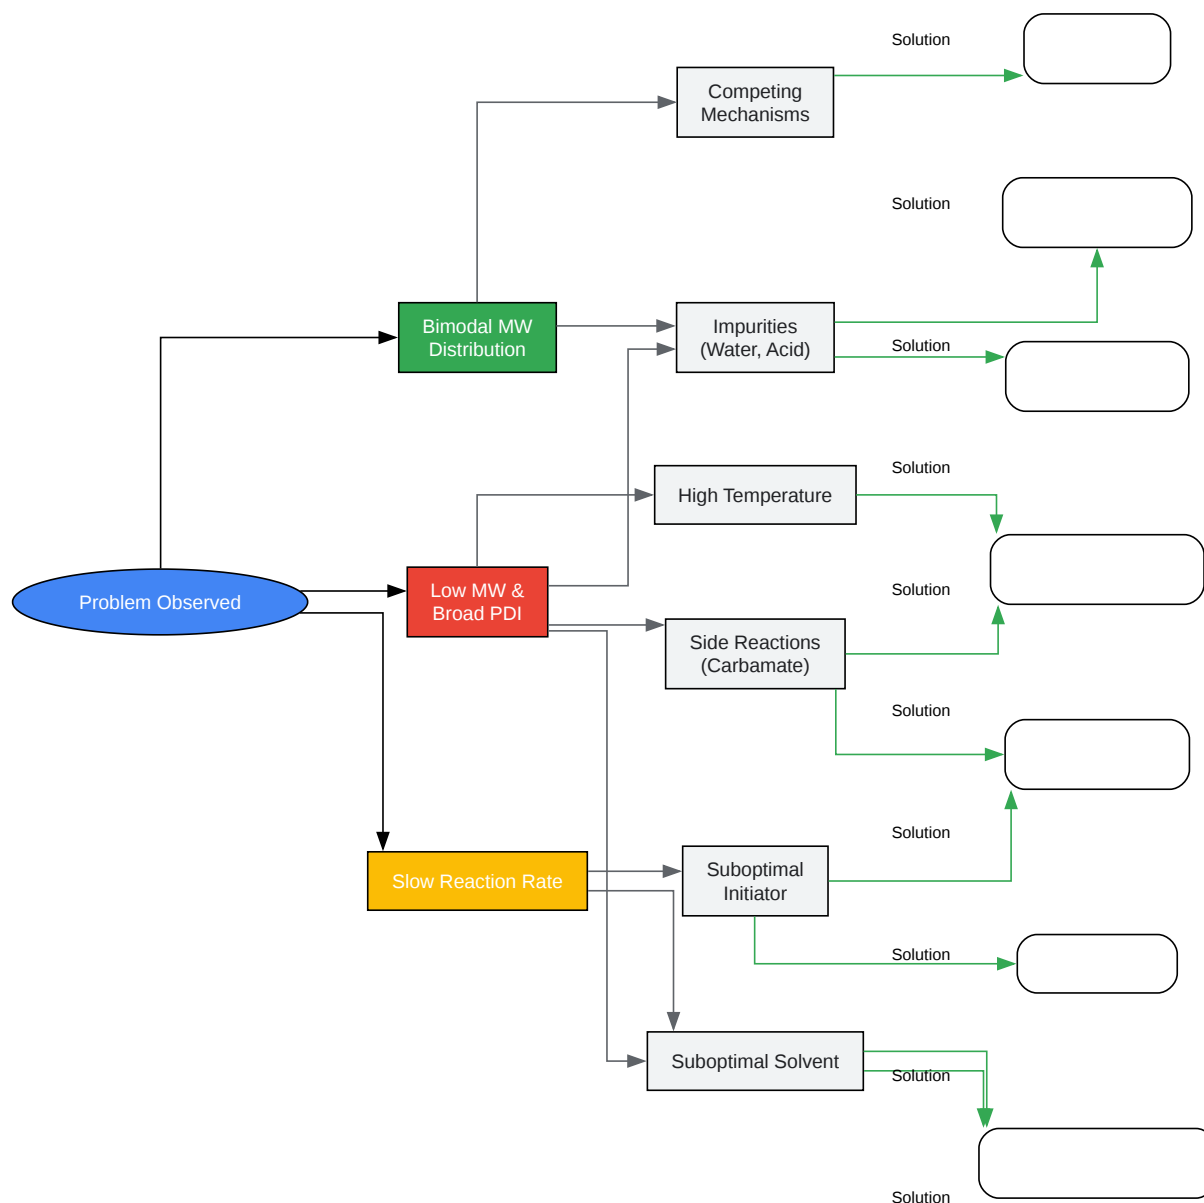 Solution
Competing
Mechanisms
Solution
Bimodal MW
Distribution
Impurities
(Water, Acid)
Solution
Solution
High Temperature
Problem Observed
Low MW &
Broad PDI
Solution
Side Reactions
(Carbamate)
Solution
Solution
Slow Reaction Rate
Suboptimal
Initiator
Solution
Suboptimal Solvent
Solution
Solution